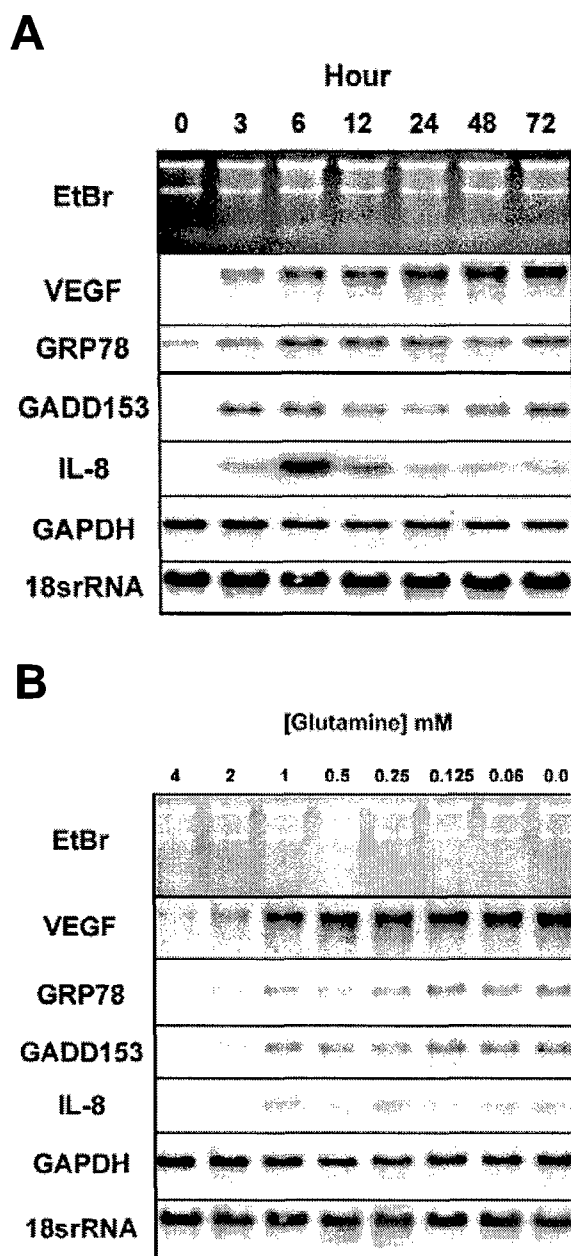 A
Hour
0 3 6 12 24 48 72
EtBr
VEGF
GRP78
GADD153
IL-8
GAPDH
18srRNA
B
[Glutamine] mM
4 2 1 0.5 0.25 0.125 0.06 0.0
EtBr
VEGF
GRP78
GADD153
IL-8
GAPDH
18srRNA